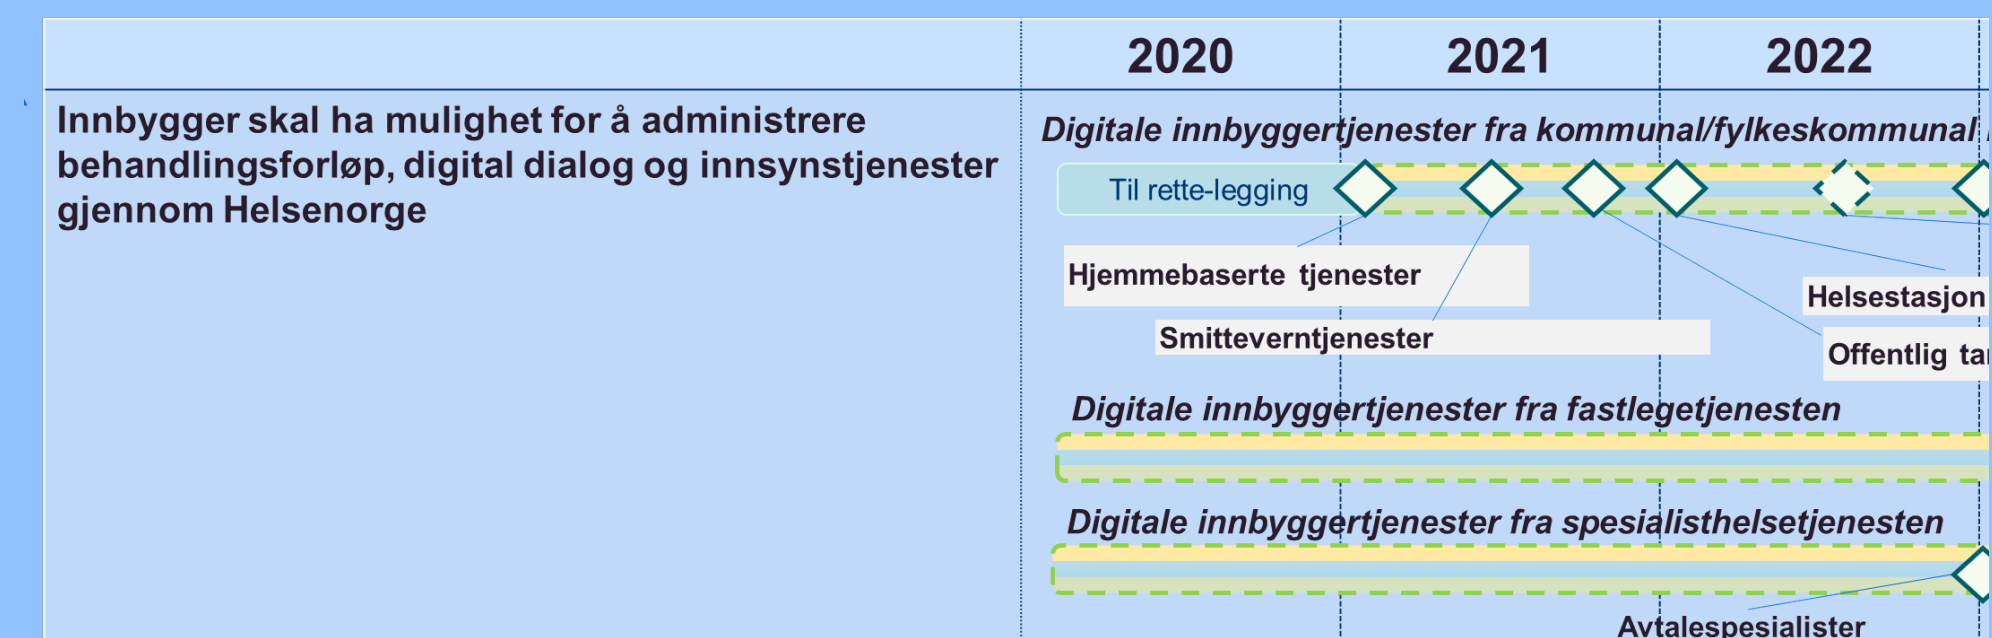 2020 2021 2022
Innbygger skal ha mulighet for å administrere
behandlingsforløp, digital dialog og innsynstjenester
gjennom Helsenorge
Digitale innbyggertjenester fra kommunal/fylkeskommunal
Til rette-legging
Hjemmebaserte tjenester
Helsestasjon
Smitteverntjenester
Offentlig
Digitale innbyggertjenester fra fastlegetjenesten
Digitale innbyggertjenester fra spesialisthelsetjenesten
Avtalespesialister